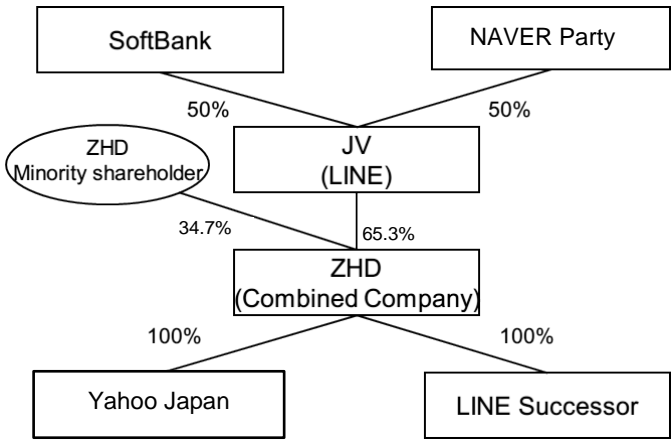 SoftBank
NAVER Party
50%
50%
ZHD
Minority shareholder
JV
(LINE)
34.7%
65.3%
ZHD
(Combined Company)
100%
100%
Yahoo Japan
LINE Successor